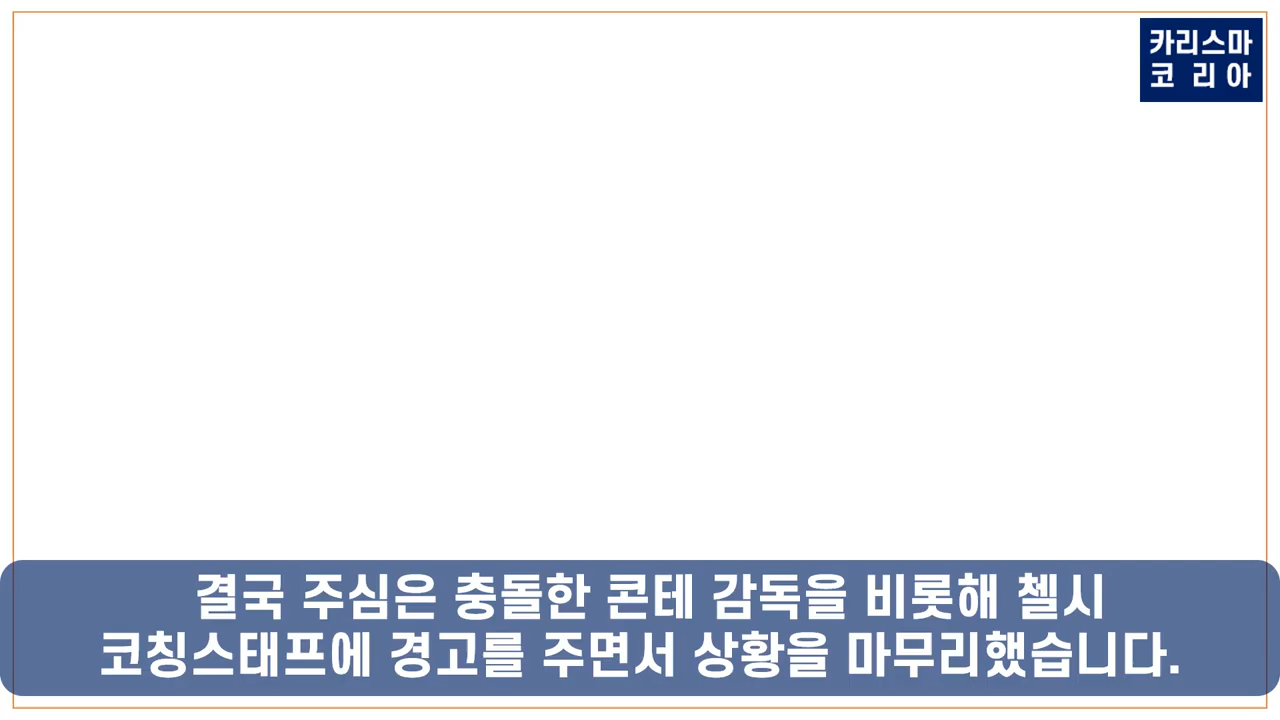 카리스마
코리아
결국 주심은 충돌한 콘테 감독을 비롯해 첼시
코칭스태프에 경고를 주면서 상황을 마무리했습니다.